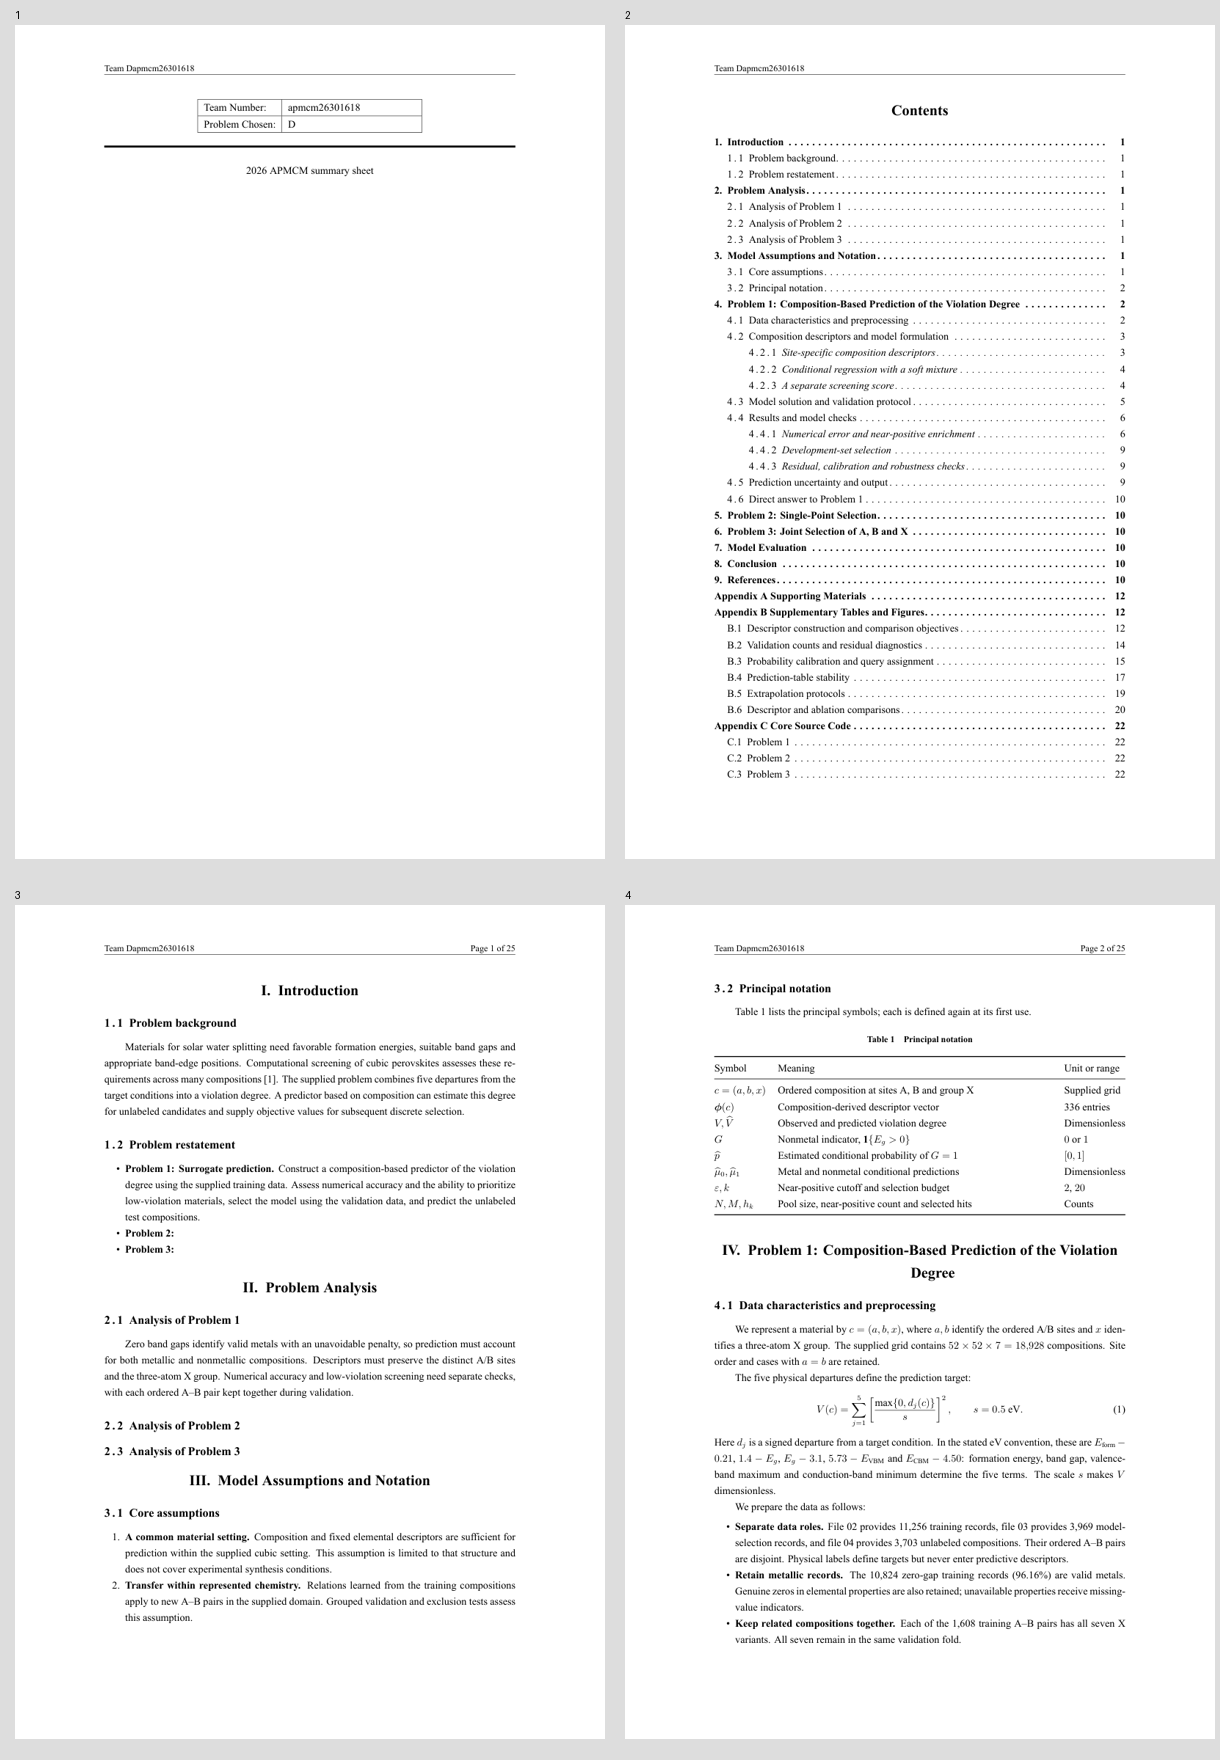 1
Team Dapmcm26301618
Team Number: apmcm26301618
Problem Chosen: D
2026 APMCM summary sheet
2
Team Dapmcm26301618
Contents
1. Introduction 1
1.1 Problem background 1
1.2 Problem restatement 1
2. Problem Analysis 1
2.1 Analysis of Problem 1 1
2.2 Analysis of Problem 2 1
2.3 Analysis of Problem 3 1
3. Model Assumptions and Notation 1
3.1 Core assumptions 1
3.2 Principal notation 2
4. Problem 1: Composition-Based Prediction of the Violation Degree 2
4.1 Data characteristics and preprocessing 2
4.2 Composition descriptors and model formulation 3
4.2.1 Site-specific composition descriptors 3
4.2.2 Conditional regression with a soft mixture 4
4.2.3 A separate screening score 4
4.3 Model solution and validation protocol 5
4.4 Results and model checks 6
4.4.1 Numerical error and near-positive enrichment 6
4.4.2 Development-set selection 9
4.4.3 Residual, calibration and robustness checks 9
4.5 Prediction uncertainty and output 9
4.6 Direct answer to Problem 1 10
5. Problem 2: Single-Point Selection 10
6. Problem 3: Joint Selection of A, B and X 10
7. Model Evaluation 10
8. Conclusion 10
9. References 10
Appendix A Supporting Materials 12
Appendix B Supplementary Tables and Figures 12
B.1 Descriptor construction and comparison objectives 12
B.2 Validation counts and residual diagnostics 14
B.3 Probability calibration and query assignment 15
B.4 Prediction-table stability 17
B.5 Extrapolation protocols 19
B.6 Descriptor and ablation comparisons 20
Appendix C Core Source Code 22
C.1 Problem 1 22
C.2 Problem 2 22
C.3 Problem 3 22
3
Team Dapmcm26301618 Page 1 of 25
I. Introduction
1.1 Problem background
Materials for solar water splitting need favorable formation energies, suitable band gaps and
appropriate band-edge positions. Computational screening of cubic perovskites assesses these re-
quirements across many compositions [1]. The supplied problem combines five departures from the
target conditions into a violation degree. A predictor based on composition can estimate this degree
for unlabeled candidates and supply objective values for subsequent discrete selection.
1.2 Problem restatement
• Problem 1: Surrogate prediction. Construct a composition-based predictor of the violation
degree using the supplied training data. Assess numerical accuracy and the ability to prioritize
low-violation materials, select the model using the validation data, and predict the unlabeled
test compositions.
• Problem 2:
• Problem 3:
II. Problem Analysis
2.1 Analysis of Problem 1
Zero band gaps identify valid metals with an unavoidable penalty, so prediction must account
for both metallic and nonmetallic compositions. Descriptors must preserve the distinct A/B sites
and the three-atom X group. Numerical accuracy and low-violation screening need separate checks,
with each ordered A–B pair kept together during validation.
2.2 Analysis of Problem 2
2.3 Analysis of Problem 3
III. Model Assumptions and Notation
3.1 Core assumptions
1. A common material setting. Composition and fixed elemental descriptors are sufficient for
prediction within the supplied cubic setting. This assumption is limited to that structure and
does not cover experimental synthesis conditions.
2. Transfer within represented chemistry. Relations learned from the training compositions
apply to new A–B pairs in the supplied domain. Grouped validation and exclusion tests assess
this assumption.
4
Team Dapmcm26301618 Page 2 of 25
3.2 Principal notation
Table 1 lists the principal symbols; each is defined again at its first use.
Table 1 Principal notation
Symbol Meaning Unit or range
c = (a, b, x) Ordered composition at sites A, B and group X Supplied grid
ϕ(c) Composition-derived descriptor vector 336 entries
V, V̂ Observed and predicted violation degree Dimensionless
G Nonmetal indicator, 1{E_g > 0} 0 or 1
p̂ Estimated conditional probability of G = 1 [0, 1]
μ̂₀, μ̂₁ Metal and nonmetal conditional predictions Dimensionless
ε, k Near-positive cutoff and selection budget 2, 20
N, M, h_k Pool size, near-positive count and selected hits Counts
IV. Problem 1: Composition-Based Prediction of the Violation
Degree
4.1 Data characteristics and preprocessing
We represent a material by c = (a, b, x), where a, b identify the ordered A/B sites and x iden-
tifies a three-atom X group. The supplied grid contains 52 × 52 × 7 = 18,928 compositions. Site
order and cases with a = b are retained.
The five physical departures define the prediction target:
V(c) = ∑_{j=1}^{5} [max{0, d_j(c)} / s]², s = 0.5 eV. (1)
Here d_j is a signed departure from a target condition. In the stated eV convention, these are E_form −
0.21, 1.4 − E_g, E_g − 3.1, 5.73 − E_VBM and E_CBM − 4.50: formation energy, band gap, valence-
band maximum and conduction-band minimum determine the five terms. The scale s makes V
dimensionless.
We prepare the data as follows:
• Separate data roles. File 02 provides 11,256 training records, file 03 provides 3,969 model-
selection records, and file 04 provides 3,703 unlabeled compositions. Their ordered A–B pairs
are disjoint. Physical labels define targets but never enter predictive descriptors.
• Retain metallic records. The 10,824 zero-gap training records (96.16%) are valid metals.
Genuine zeros in elemental properties are also retained; unavailable properties receive missing-
value indicators.
• Keep related compositions together. Each of the 1,608 training A–B pairs has all seven X
variants. All seven remain in the same validation fold.